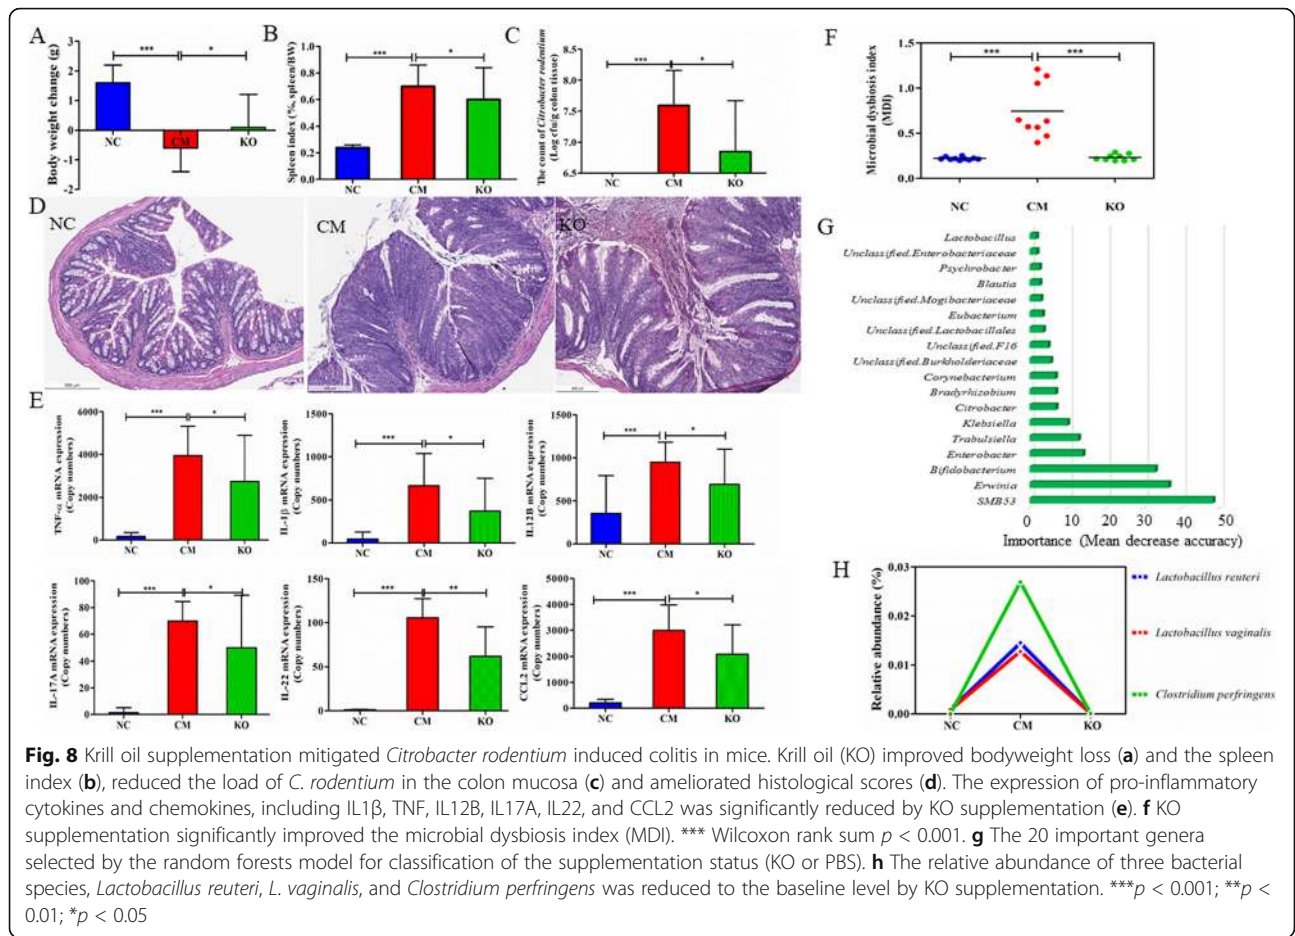 A
Body weight change (g)
3
2
1
0
-1
-2
***
*
NC
CM
KO
B
Spleen index (%, spleen/BW)
1.0
0.8
0.6
0.4
0.2
0.0
***
*
NC
CM
KO
C
The count of Citrobacter rodentium
(Log cfu/g colon tissue)
8.5
8.0
7.5
7.0
6.5
***
*
NC
CM
KO
D
NC
CM
KO
E
TNF-α mRNA expression
(Copy numbers)
6000
4000
2000
0
***
*
NC
CM
KO
IL-1β mRNA expression
(Copy numbers)
1500
1000
500
0
***
*
NC
CM
KO
IL12B mRNA expression
(Copy numbers)
1500
1000
500
0
***
*
NC
CM
KO
IL-17A mRNA expression
(Copy numbers)
100
80
60
40
20
0
***
*
NC
CM
KO
IL-22 mRNA expression
(Copy numbers)
150
100
50
0
***
**
NC
CM
KO
CCL2 mRNA expression
(Copy numbers)
5000
4000
3000
2000
1000
0
***
*
NC
CM
KO
F
Microbial dysbiosis index
(MDI)
1.5
1.0
0.5
0.0
***
***
NC
CM
KO
G
Lactobacillus
Unclassified.Enterobacteriaceae
Psychrobacter
Blautia
Unclassified.Mogibacteriaceae
Eubacterium
Unclassified.Lactobacillales
Unclassified.F16
Unclassified.Burkholderiaceae
Corynebacterium
Bradyrhizobium
Citrobacter
Klebsiella
Trabulsiella
Enterobacter
Bifidobacterium
Erwinia
SMB53
0 10 20 30 40 50
Importance (Mean decrease accuracy)
H
Relative abundance (%)
0.03
0.02
0.01
0.00
NC
CM
KO
Lactobacillus reuteri
Lactobacillus vaginalis
Clostridium perfringens
Fig. 8 Krill oil supplementation mitigated Citrobacter rodentium induced colitis in mice. Krill oil (KO) improved bodyweight loss (a) and the spleen
index (b), reduced the load of C. rodentium in the colon mucosa (c) and ameliorated histological scores (d). The expression of pro-inflammatory
cytokines and chemokines, including IL1β, TNF, IL12B, IL17A, IL22, and CCL2 was significantly reduced by KO supplementation (e). f KO
supplementation significantly improved the microbial dysbiosis index (MDI). *** Wilcoxon rank sum p < 0.001. g The 20 important genera
selected by the random forests model for classification of the supplementation status (KO or PBS). h The relative abundance of three bacterial
species, Lactobacillus reuteri, L. vaginalis, and Clostridium perfringens was reduced to the baseline level by KO supplementation. ***p < 0.001; **p <
0.01; *p < 0.05